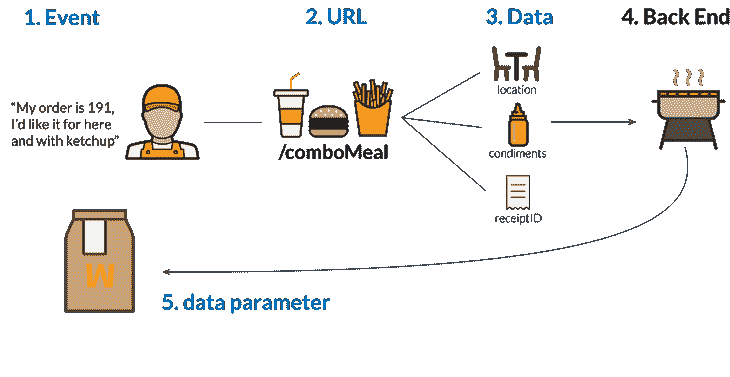 1. Event
2. URL
3. Data
4. Back End
"My order is 191,
I'd like it for here
and with ketchup"
/comboMeal
location
condiments
receiptID
W
5. data parameter